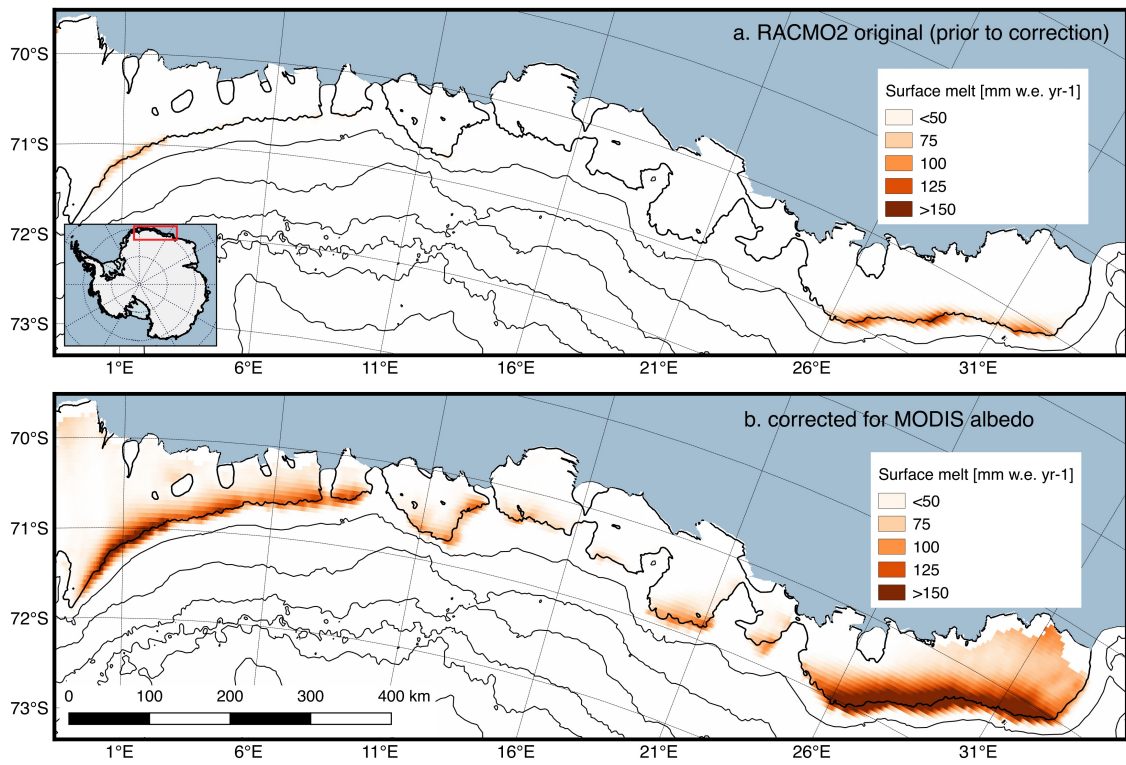 a. RACMO2 original (prior to correction)
70°S
71°S
72°S
73°S
Surface melt [mm w.e. yr-1]
<50
75
100
125
>150
1°E 6°E 11°E 16°E 21°E 26°E 31°E
b. corrected for MODIS albedo
70°S
71°S
72°S
73°S
Surface melt [mm w.e. yr-1]
<50
75
100
125
>150
0 100 200 300 400 km
1°E 6°E 11°E 16°E 21°E 26°E 31°E